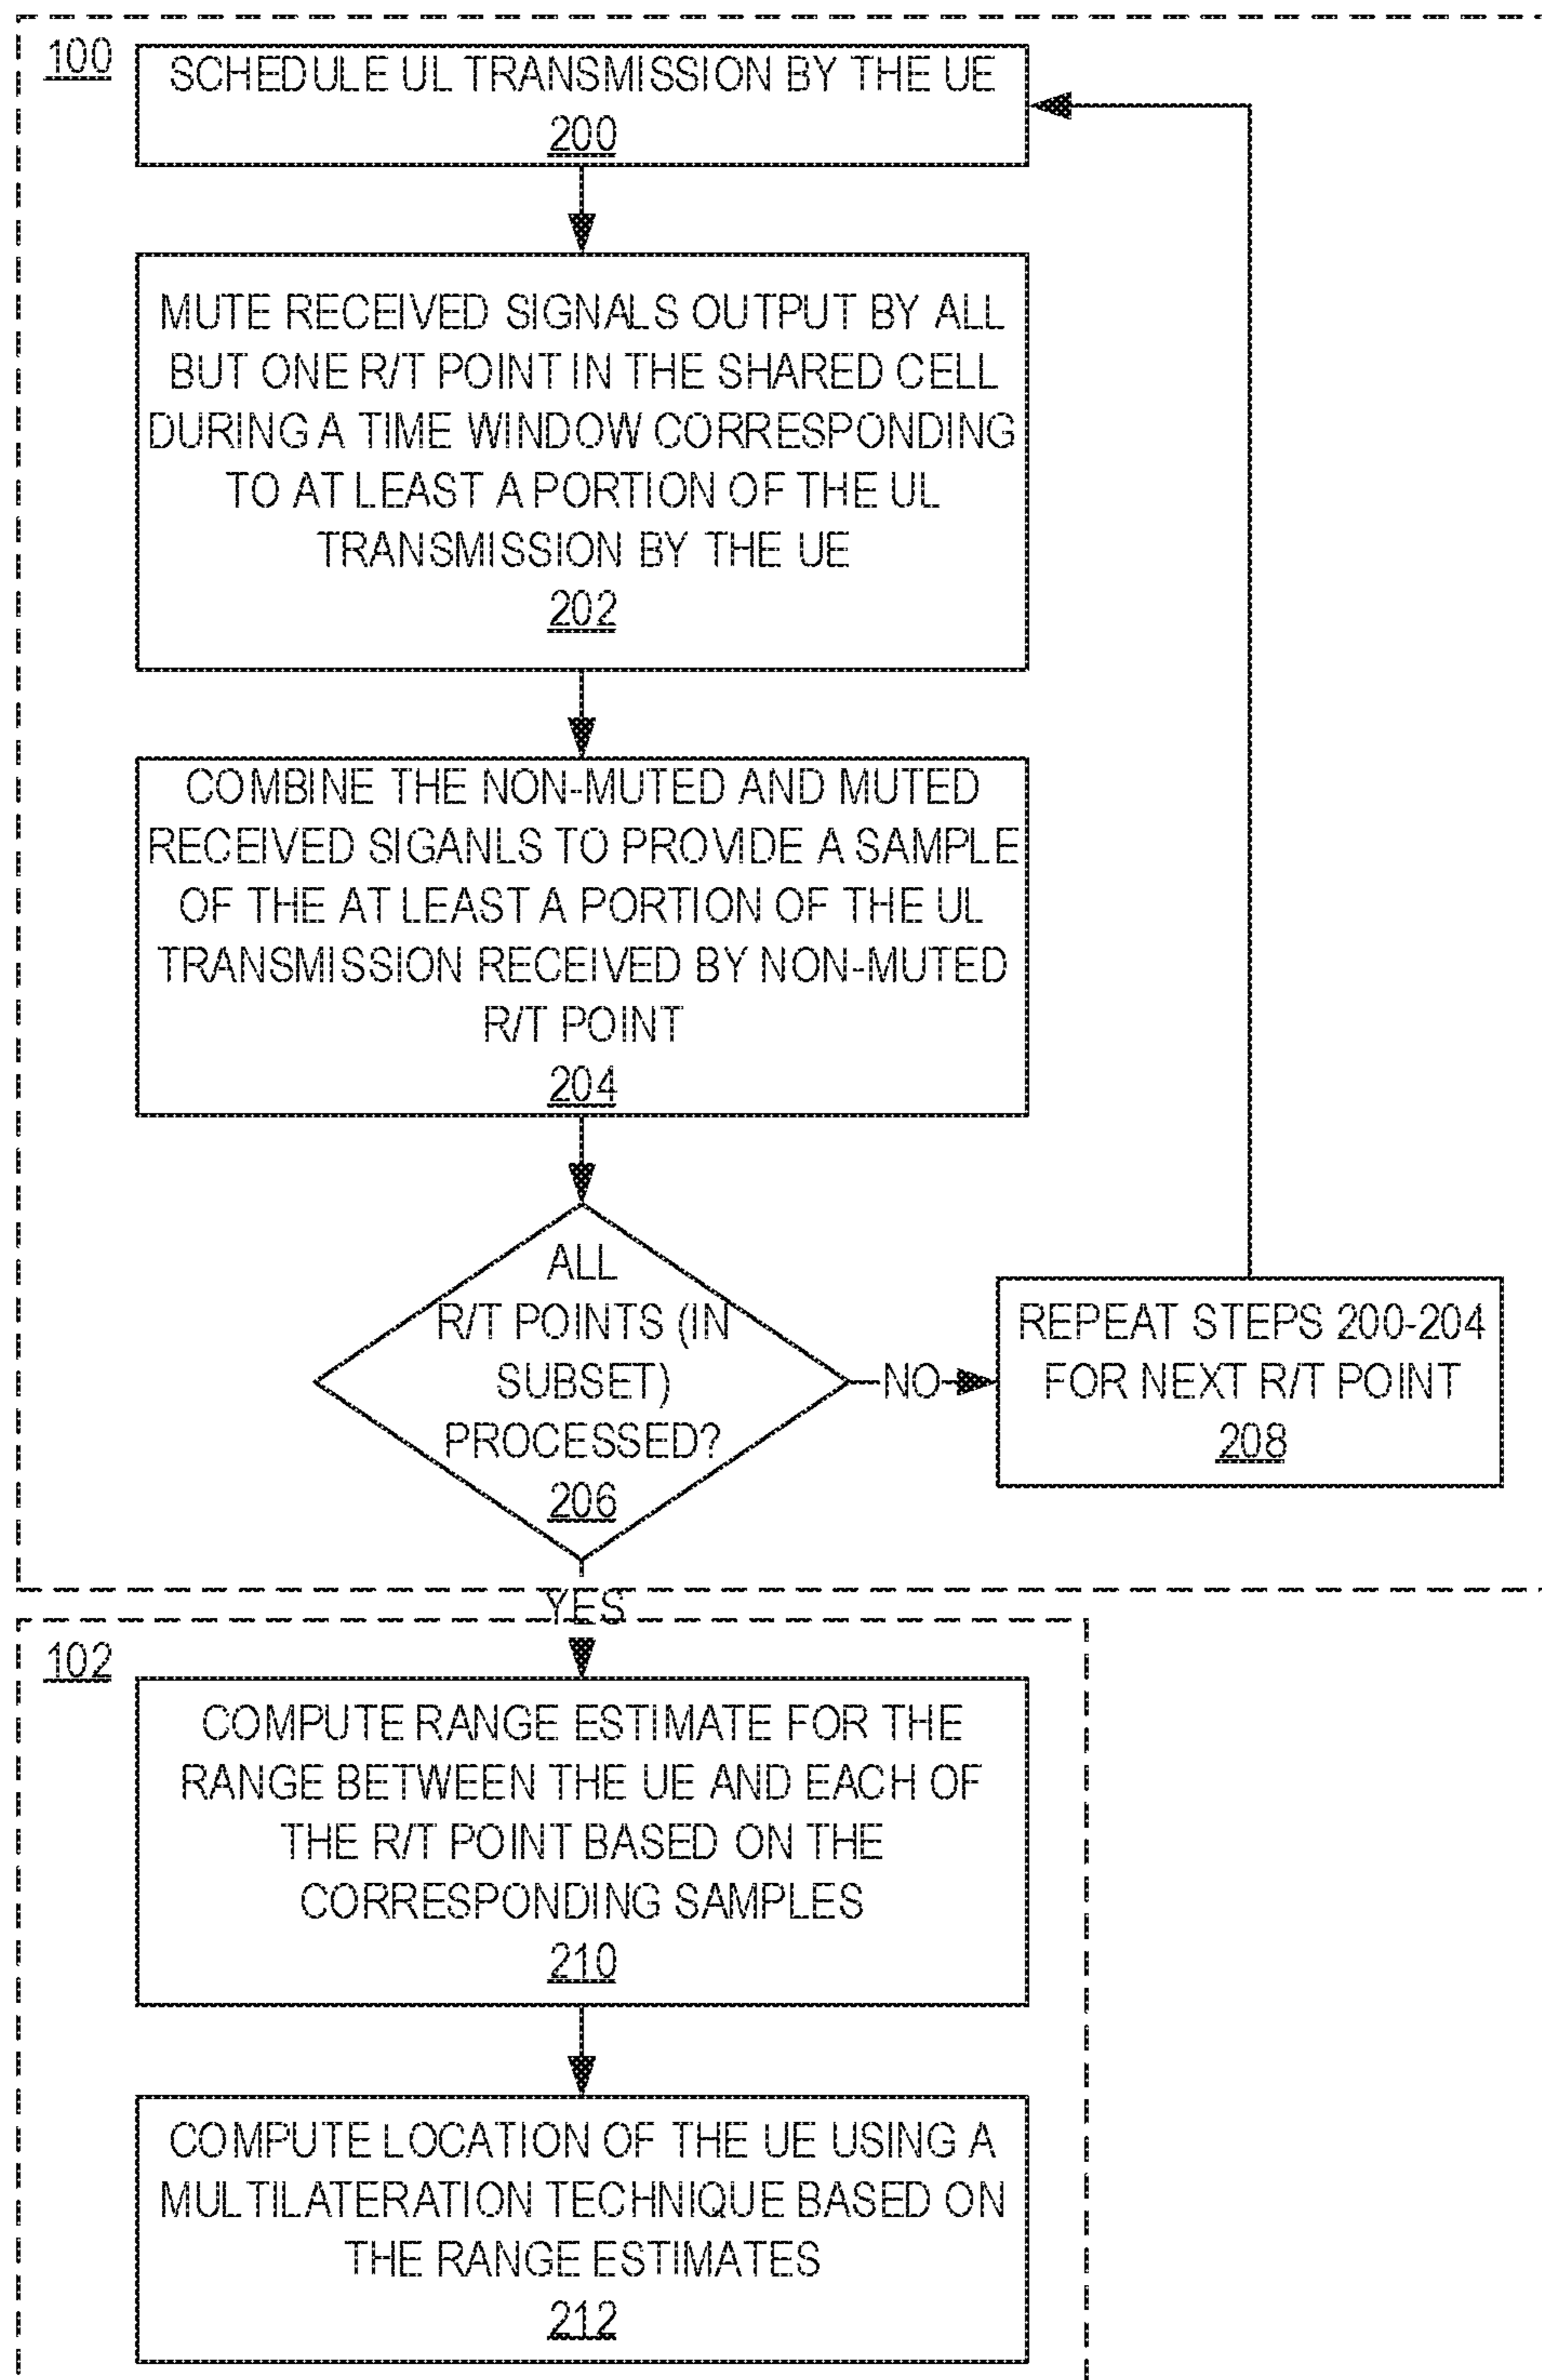 100
SCHEDULE UL TRANSMISSION BY THE UE
200
MUTE RECEIVED SIGNALS OUTPUT BY ALL
BUT ONE R/T POINT IN THE SHARED CELL
DURING A TIME WINDOW CORRESPONDING
TO AT LEAST A PORTION OF THE UL
TRANSMISSION BY THE UE
202
COMBINE THE NON-MUTED AND MUTED
RECEIVED SIGANLS TO PROVIDE A SAMPLE
OF THE AT LEAST A PORTION OF THE UL
TRANSMISSION RECEIVED BY NON-MUTED
R/T POINT
204
ALL
R/T POINTS (IN
SUBSET)
PROCESSED?
206
NO
REPEAT STEPS 200-204
FOR NEXT R/T POINT
208
YES
102
COMPUTE RANGE ESTIMATE FOR THE
RANGE BETWEEN THE UE AND EACH OF
THE R/T POINT BASED ON THE
CORRESPONDING SAMPLES
210
COMPUTE LOCATION OF THE UE USING A
MULTILATERATION TECHNIQUE BASED ON
THE RANGE ESTIMATES
212